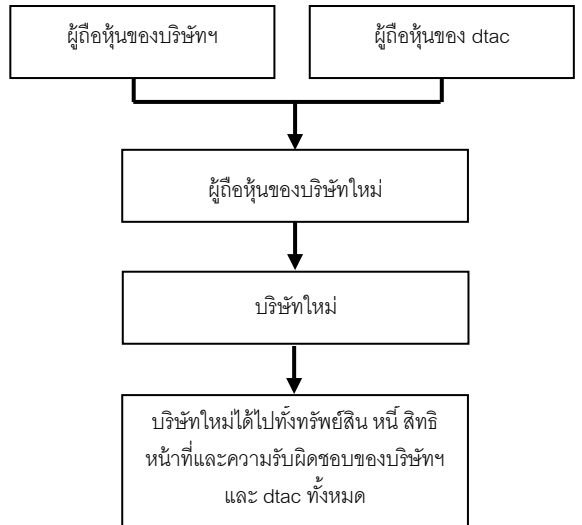 ผู้ถือหุ้นของบริษัทฯ
ผู้ถือหุ้นของ dtac
ผู้ถือหุ้นของบริษัทใหม่
บริษัทใหม่
บริษัทใหม่ได้ไปทั้งทรัพย์สิน หนี้ สิทธิ
หน้าที่และความรับผิดชอบของบริษัทฯ
และ dtac ทั้งหมด